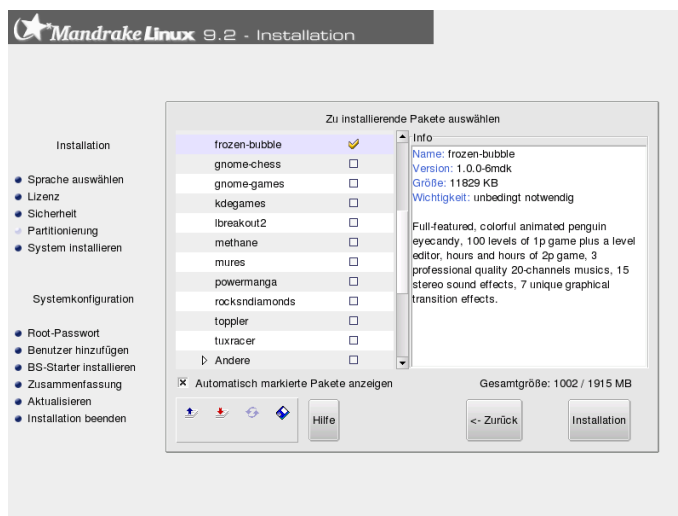 Mandrake Linux 9.2 - Installation
Installation
Sprache auswählen
Lizenz
Sicherheit
Partitionierung
System installieren
Systemkonfiguration
Root-Passwort
Benutzer hinzufügen
BS-Starter installieren
Zusammenfassung
Aktualisieren
Installation beenden
Zu installierende Pakete auswählen
frozen-bubble
gnome-chess
gnome-games
kdegames
lbreakout2
methane
mures
powermanga
rocksndiamonds
toppler
tuxracer
Andere
Info
Name: frozen-bubble
Version: 1.0.0-6mdk
Größe: 11829 KB
Wichtigkeit: unbedingt notwendig
Full-featured, colorful animated penguin
eyecandy, 100 levels of 1p game plus a level
editor, hours and hours of 2p game, 3
professional quality 20-channels musics, 15
stereo sound effects, 7 unique graphical
transition effects.
Automatisch markierte Pakete anzeigen
Gesamtgröße: 1002 / 1915 MB
Hilfe
<- Zurück
Installation